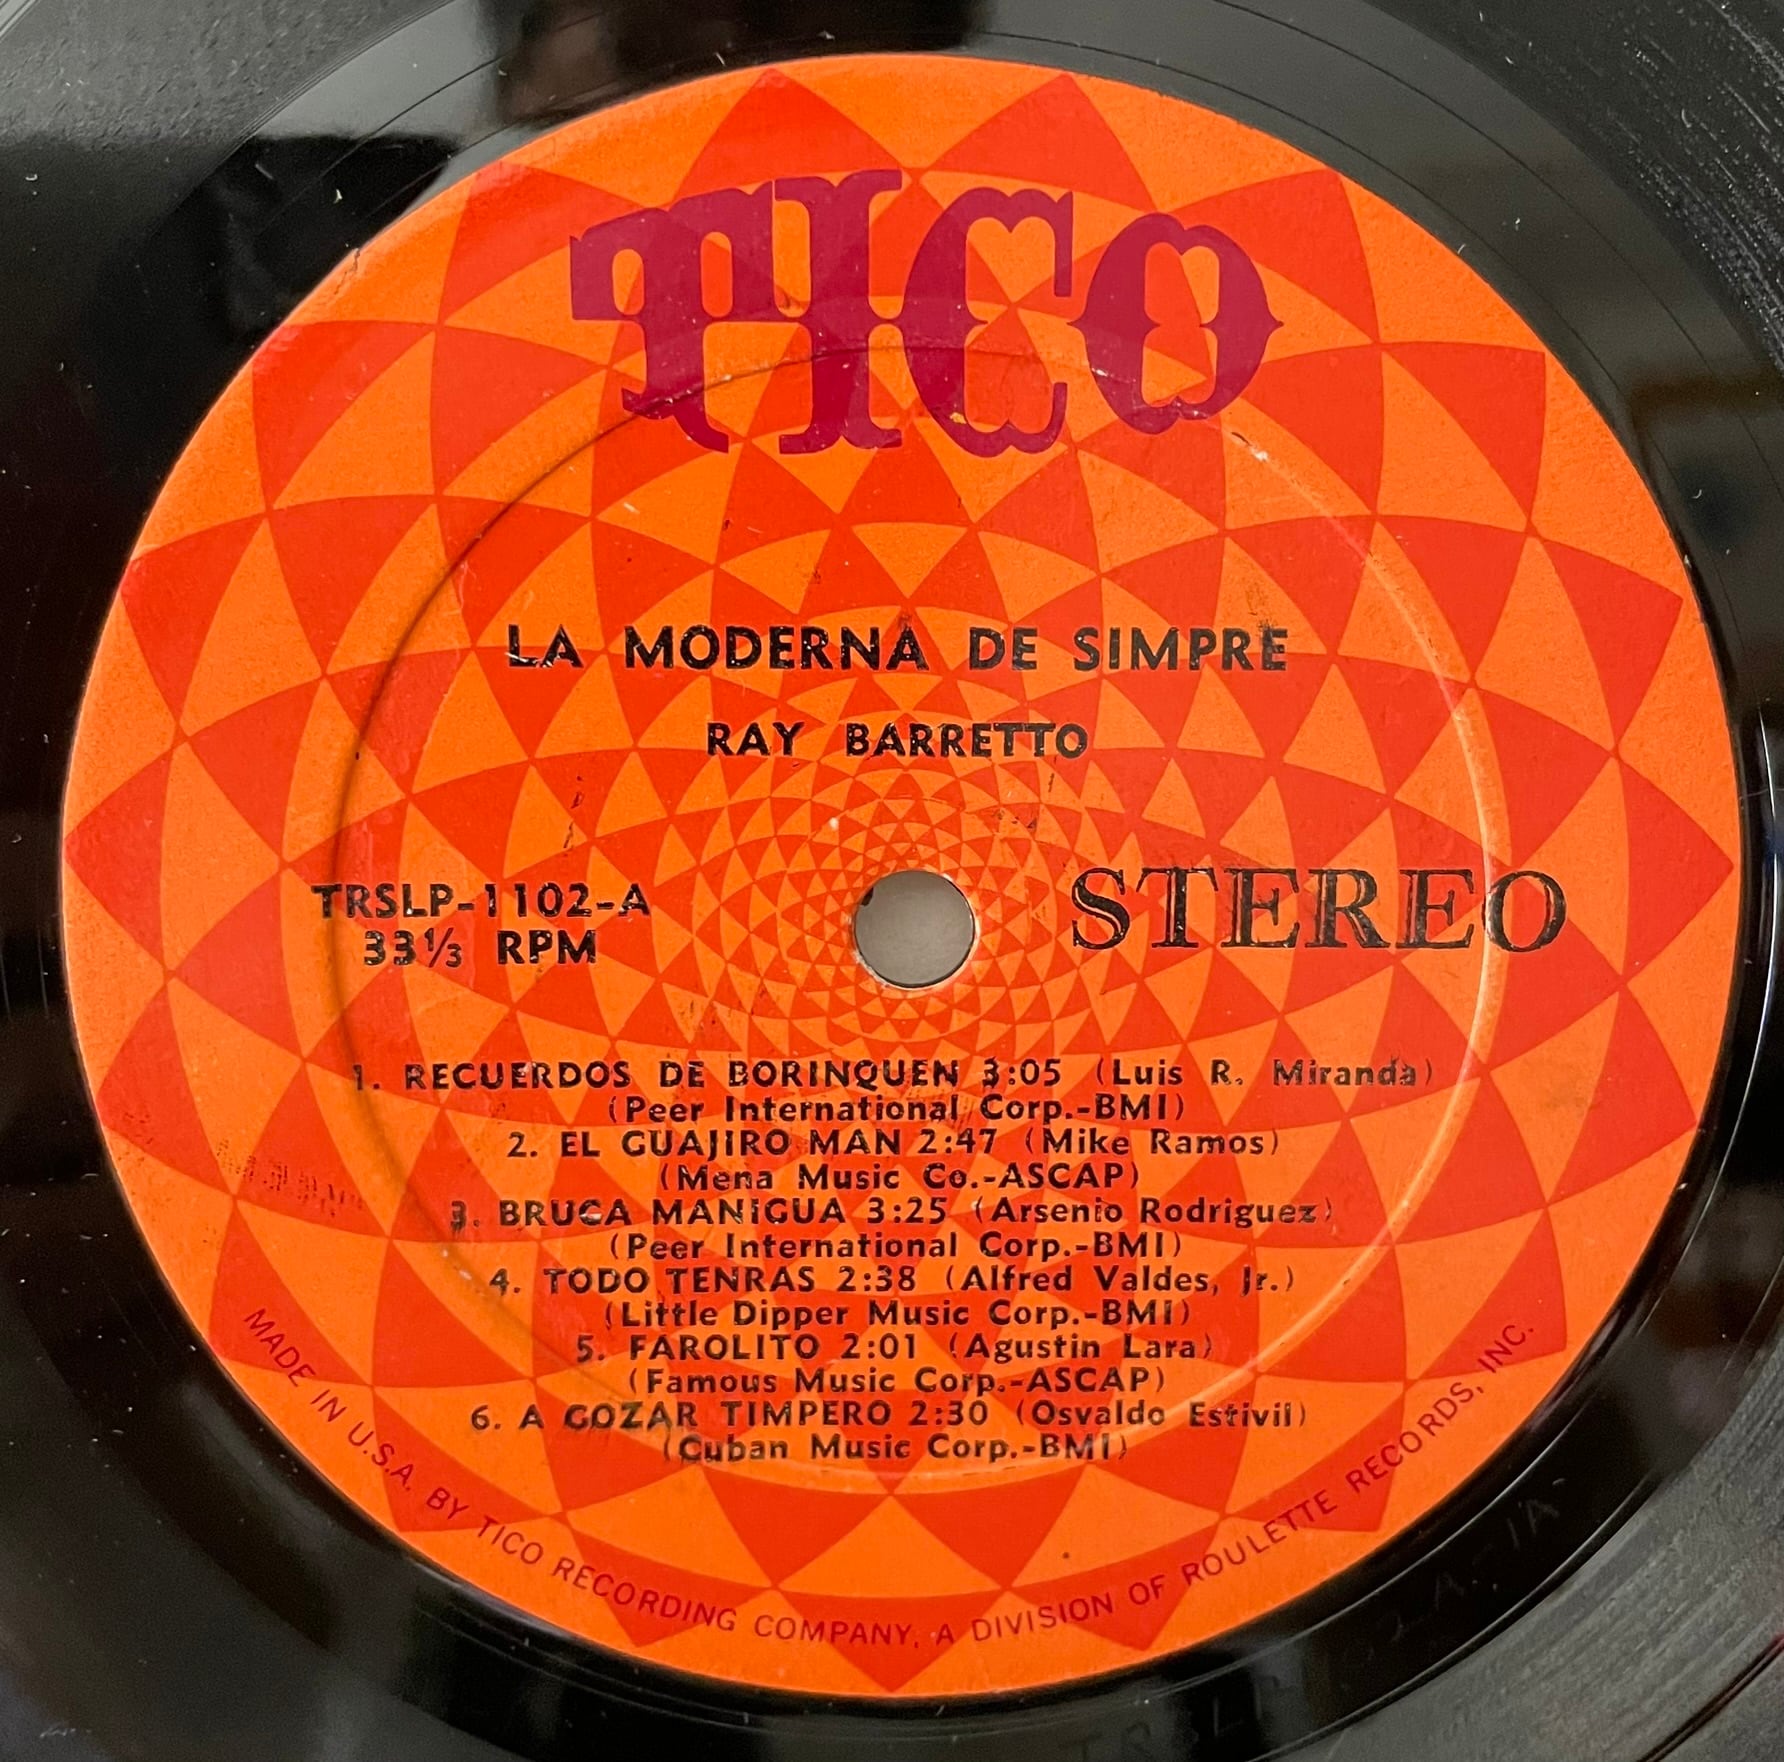 TICO
LA MODERNA DE SIMPRE
RAY BARRETTO
TRSLP-1102-A
33⅓ RPM
STEREO
1. RECUERDOS DE BORINQUEN 3:05 (Luis R. Miranda)
(Peer International Corp.-BMI)
2. EL GUAJIRO MAN 2:47 (Mike Ramos)
(Mena Music Co.-ASCAP)
3. BRUCA MANIGUA 3:25 (Arsenio Rodriguez)
(Peer International Corp.-BMI)
4. TODO TENRAS 2:38 (Alfred Valdes, Jr.)
(Little Dipper Music Corp.-BMI)
5. FAROLITO 2:01 (Agustin Lara)
(Famous Music Corp.-ASCAP)
6. A GOZAR TIMPERO 2:30 (Osvaldo Estivil)
(Cuban Music Corp.-BMI)
MADE IN U.S.A. BY TICO RECORDING COMPANY, A DIVISION OF ROULETTE RECORDS, INC.